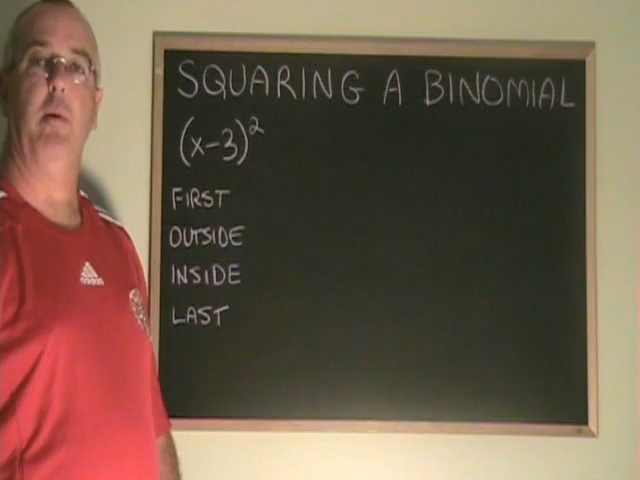 SQUARING A BINOMIAL
(x-3)²
FIRST
OUTSIDE
INSIDE
LAST